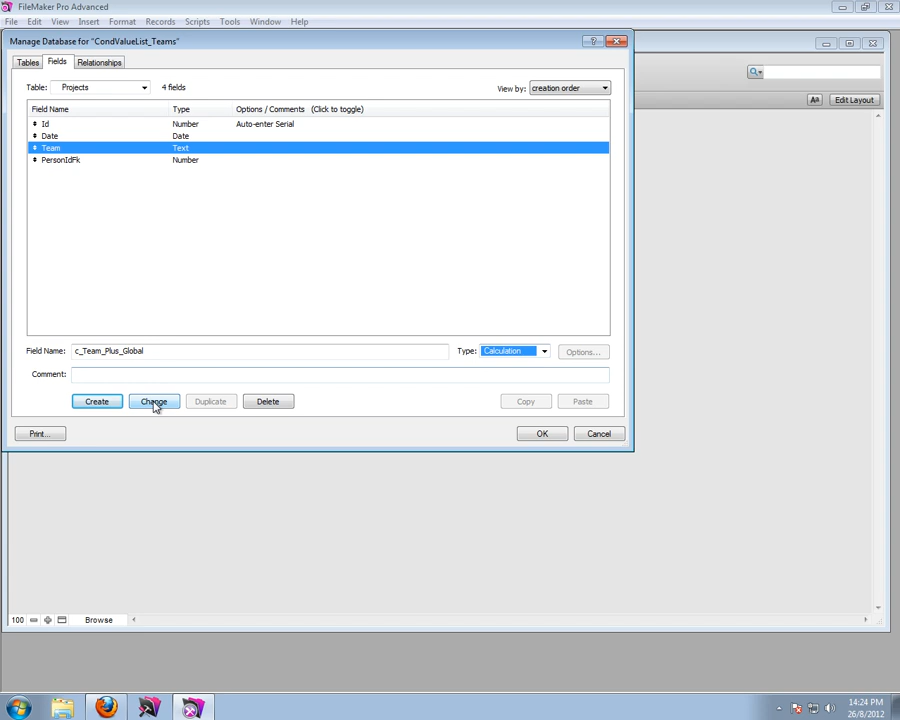 FileMaker Pro Advanced
File Edit View Insert Format Records Scripts Tools Window Help
Manage Database for "CondValueList_Teams"
Tables Fields Relationships
Table: Projects 4 fields View by: creation order
Field Name Type Options / Comments (Click to toggle)
Id Number Auto-enter Serial
Date Date
Team Text
PersonIdFk Number
Field Name: c_Team_Plus_Global Type: Calculation Options...
Comment:
Create Change Duplicate Delete Copy Paste
Print... OK Cancel
Aa Edit Layout
100 Browse
14:24 PM
26/8/2012